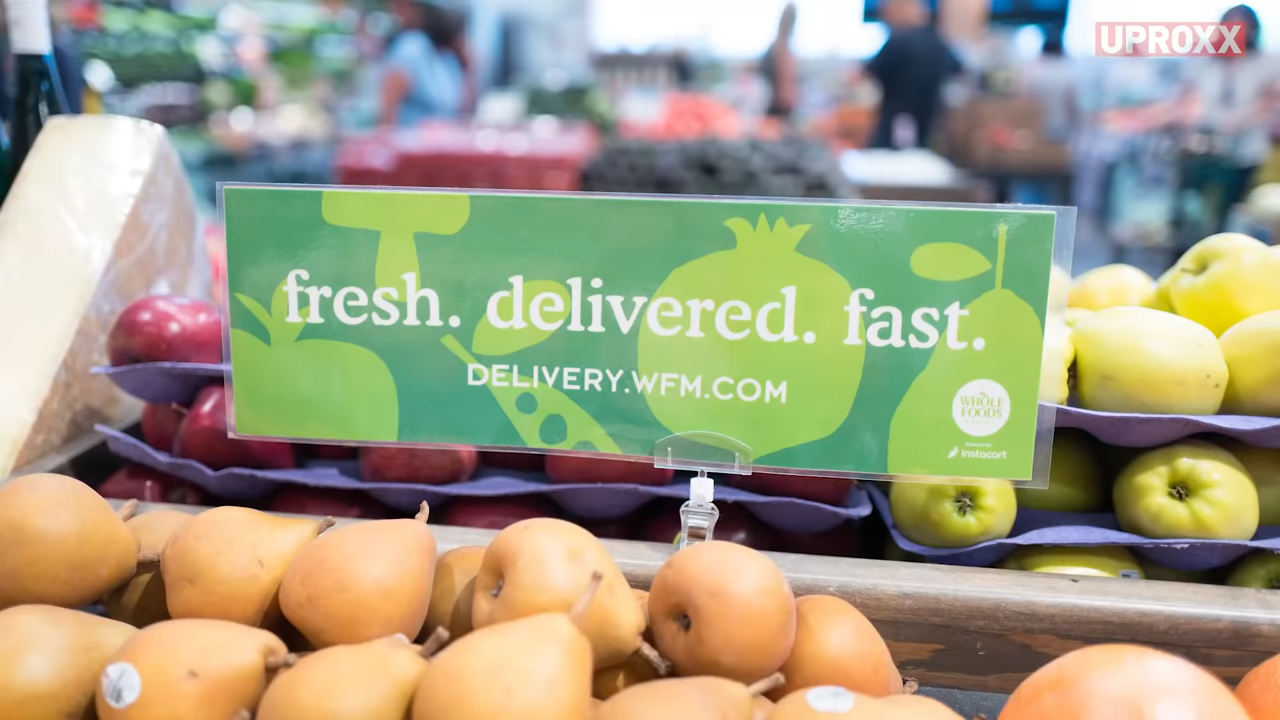 UPROXX
fresh. delivered. fast.
DELIVERY.WFM.COM
WHOLE
FOODS
instacart